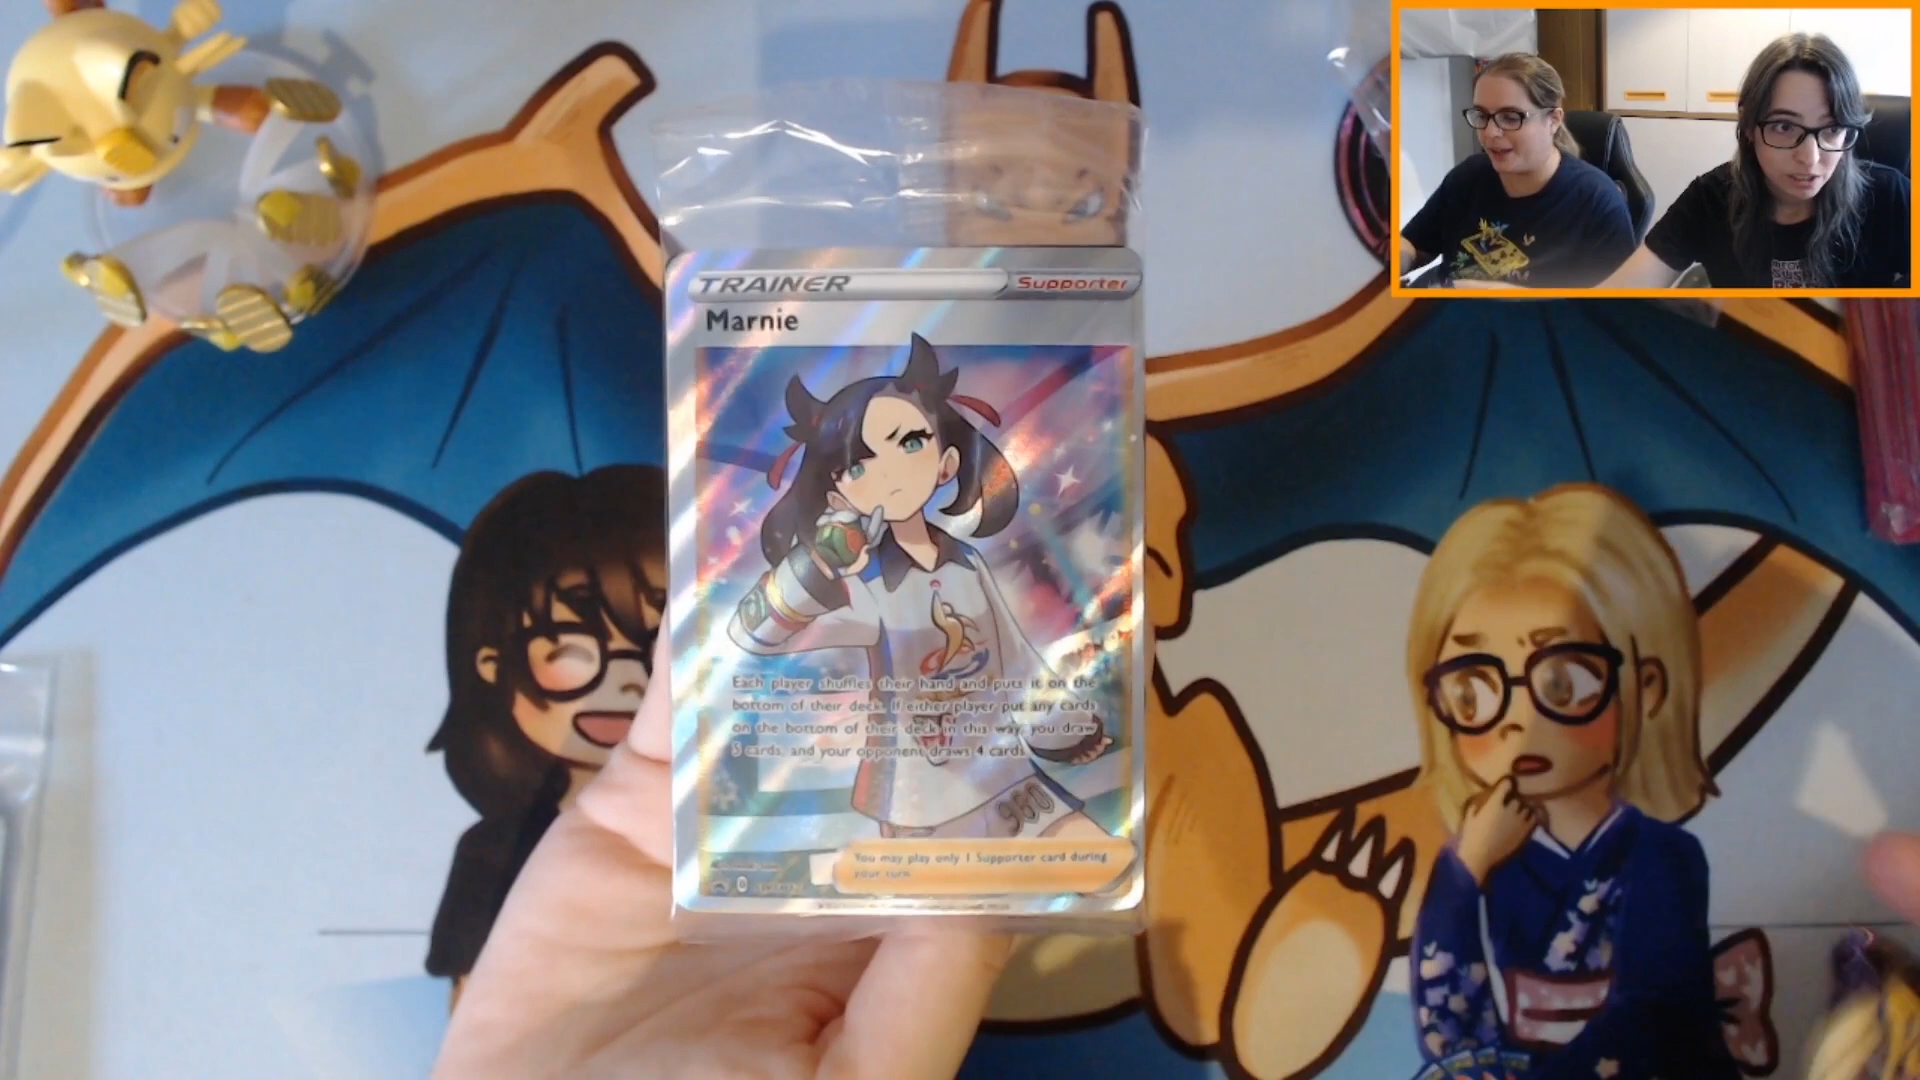 TRAINER
Supporter
Marnie
Each player shuffles their hand and puts it on the
bottom of their deck. If either player put any cards
on the bottom of their deck in this way, you draw
5 cards, and your opponent draws 4 cards.
960
You may play only 1 Supporter card during
your turn.